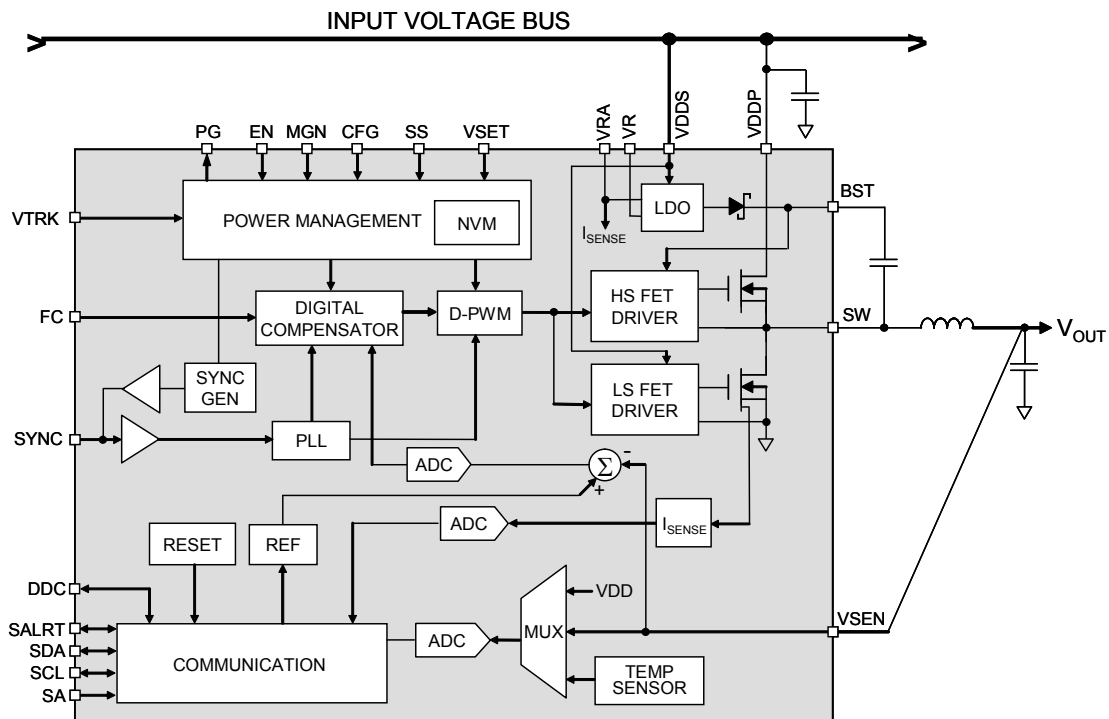 INPUT VOLTAGE BUS
PG
EN
MGN
CFG
SS
VSET
VRA
VR
VDDS
VDDP
VTRK
POWER MANAGEMENT
NVM
LDO
BST
ISENSE
FC
DIGITAL
COMPENSATOR
D-PWM
HS FET
DRIVER
SW
VOUT
SYNC
GEN
LS FET
DRIVER
SYNC
PLL
ADC
Σ
-
+
RESET
REF
ADC
ISENSE
DDC
VDD
SALRT
SDA
SCL
SA
COMMUNICATION
ADC
MUX
VSEN
TEMP
SENSOR